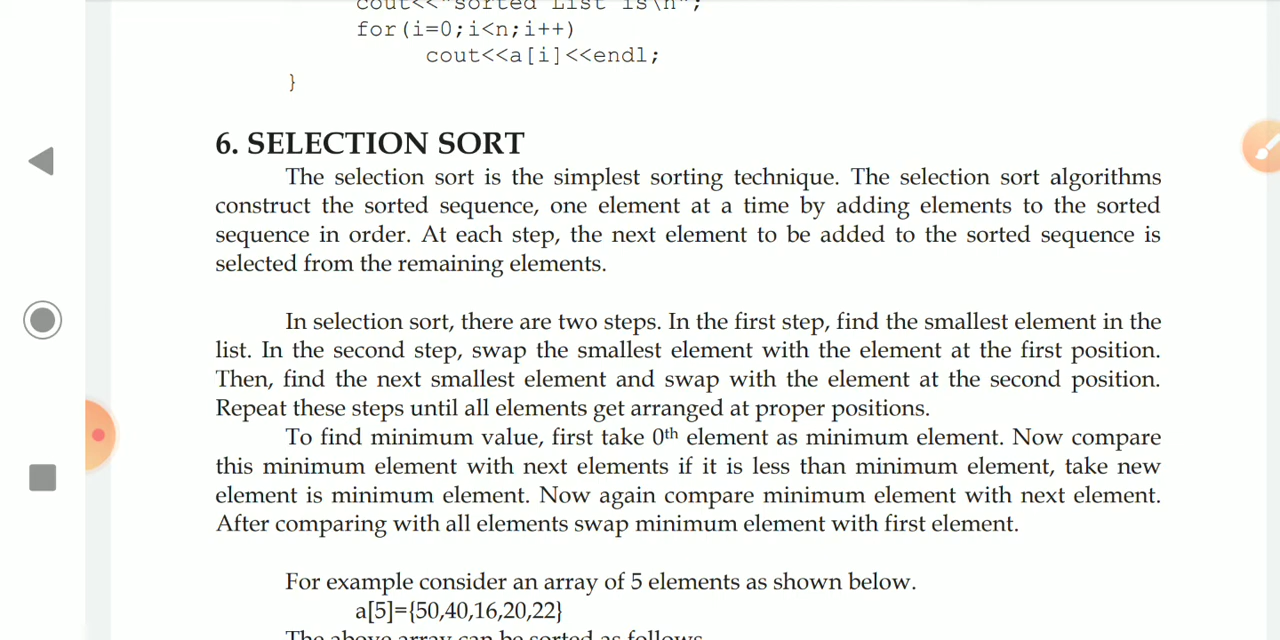 cout<<"sorted List is\n";
for(i=0;i<n;i++)
cout<<a[i]<<endl;
}
6. SELECTION SORT
The selection sort is the simplest sorting technique. The selection sort algorithms
construct the sorted sequence, one element at a time by adding elements to the sorted
sequence in order. At each step, the next element to be added to the sorted sequence is
selected from the remaining elements.
In selection sort, there are two steps. In the first step, find the smallest element in the
list. In the second step, swap the smallest element with the element at the first position.
Then, find the next smallest element and swap with the element at the second position.
Repeat these steps until all elements get arranged at proper positions.
To find minimum value, first take 0th element as minimum element. Now compare
this minimum element with next elements if it is less than minimum element, take new
element is minimum element. Now again compare minimum element with next element.
After comparing with all elements swap minimum element with first element.
For example consider an array of 5 elements as shown below.
a[5]={50,40,16,20,22}
The above array can be sorted as follows